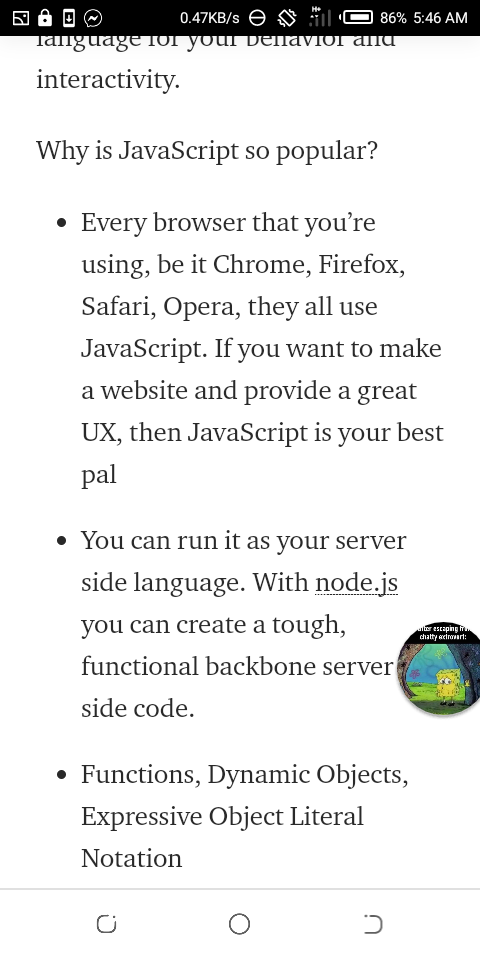 0.47KB/s H+ 86% 5:46 AM
language for your behavior and
interactivity.
Why is JavaScript so popular?
Every browser that you’re
using, be it Chrome, Firefox,
Safari, Opera, they all use
JavaScript. If you want to make
a website and provide a great
UX, then JavaScript is your best
pal
You can run it as your server
side language. With node.js
you can create a tough,
functional backbone server
side code.
after escaping from
chatty extrovert:
Functions, Dynamic Objects,
Expressive Object Literal
Notation